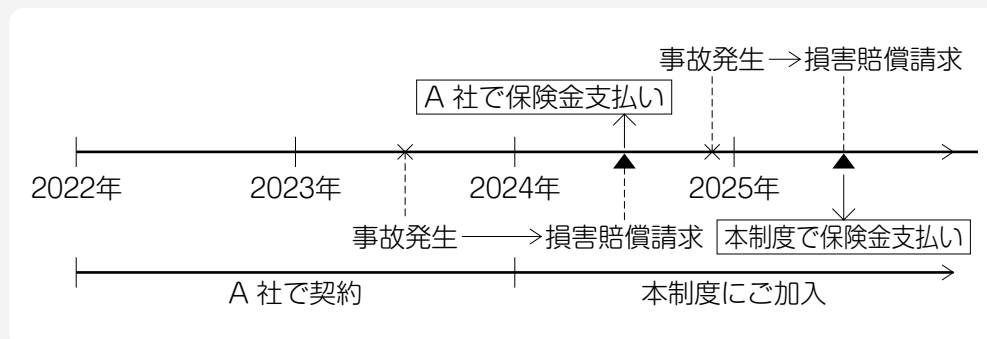 事故発生→損害賠償請求
A 社で保険金支払い
2022年 2023年 2024年 2025年
事故発生→損害賠償請求 本制度で保険金支払い
A 社で契約 本制度にご加入